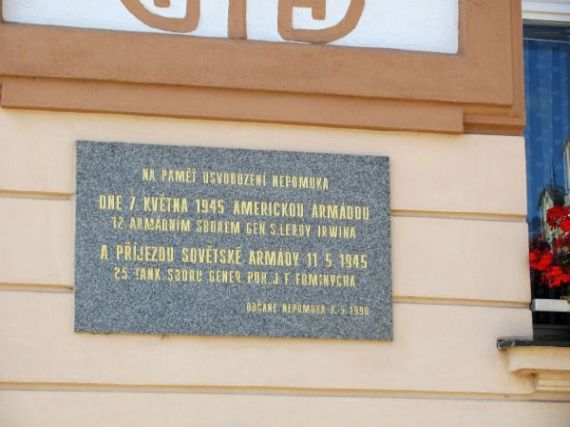 NA PAMĚŤ OSVOBOZENÍ NEPOMUKA
DNE 7. KVĚTNA 1945 AMERICKOU ARMÁDOU
12. ARMÁDNÍM SBOREM GEN S.LEROY IRWINA
A PŘÍJEZDU SOVĚTSKÉ ARMÁDY 11.5.1945
25. TANK. SBORU GENER. POR. J. F. FOMINYCHA
OBČANÉ NEPOMUKA 7.5.1990